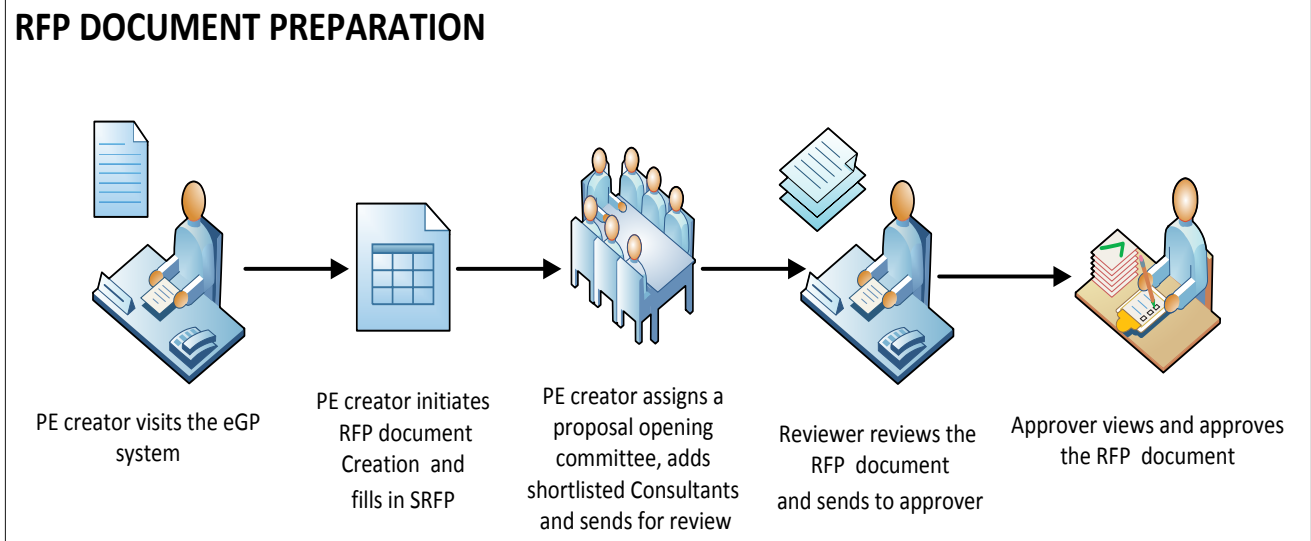 RFP DOCUMENT PREPARATION
PE creator visits the eGP
system
PE creator initiates
RFP document
Creation and
fills in SRFP
PE creator assigns a
proposal opening
committee, adds
shortlisted Consultants
and sends for review
Reviewer reviews the
RFP document
and sends to approver
Approver views and approves
the RFP document